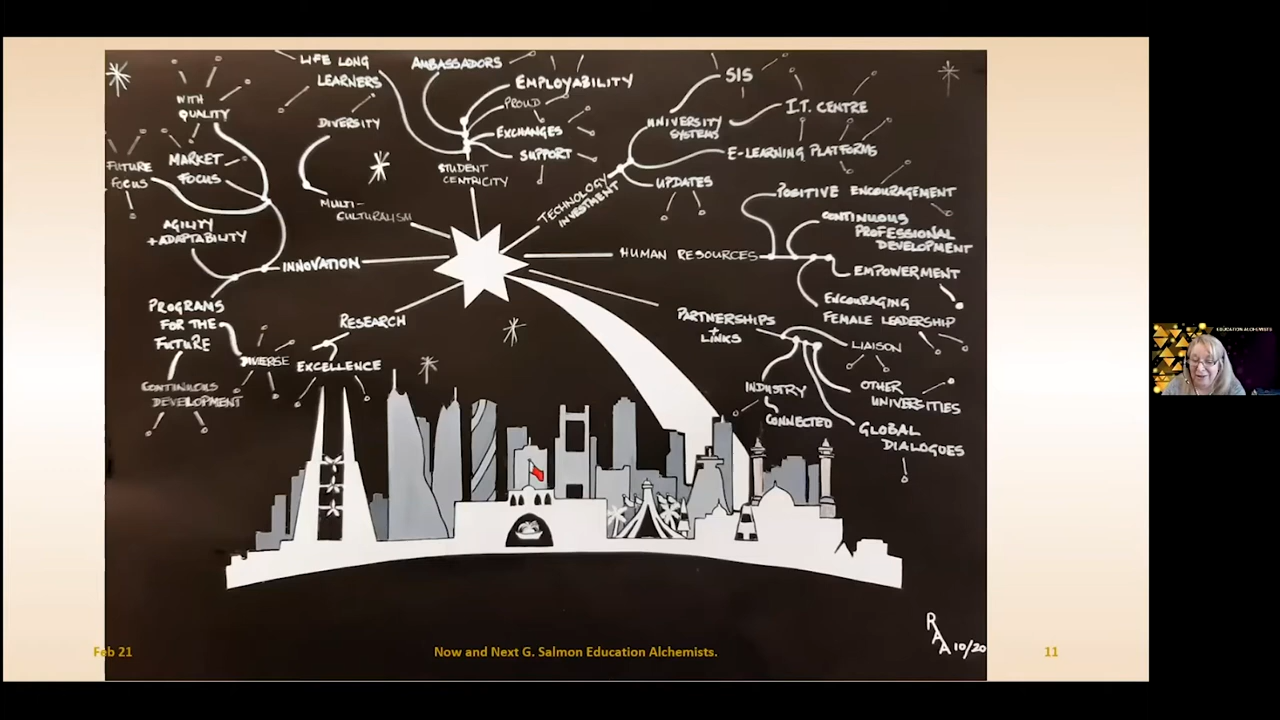 LIFE LONG
LEARNERS
AMBASSADORS
EMPLOYABILITY
PROUD
EXCHANGES
SUPPORT
STUDENT
CENTRICITY
SIS
I.T. CENTRE
UNIVERSITY
SYSTEMS
E-LEARNING PLATFORMS
UPDATES
TECHNOLOGY
INVESTMENT
WITH
QUALITY
MARKET
FOCUS
FUTURE
FOCUS
AGILITY
+ ADAPTABILITY
INNOVATION
PROGRAMS
FOR THE
FUTURE
DIVERSE
CONTINUOUS
DEVELOPMENT
DIVERSITY
MULTI-
CULTURALISM
RESEARCH
EXCELLENCE
HUMAN RESOURCES
POSITIVE ENCOURAGEMENT
CONTINUOUS
PROFESSIONAL
DEVELOPMENT
EMPOWERMENT
ENCOURAGING
FEMALE LEADERSHIP
PARTNERSHIPS
+
LINKS
LIAISON
OTHER
UNIVERSITIES
GLOBAL
DIALOGUES
INDUSTRY
CONNECTED
RAA 10/20
Feb 21
Now and Next G. Salmon Education Alchemists.
11
EDUCATION ALCHEMISTS